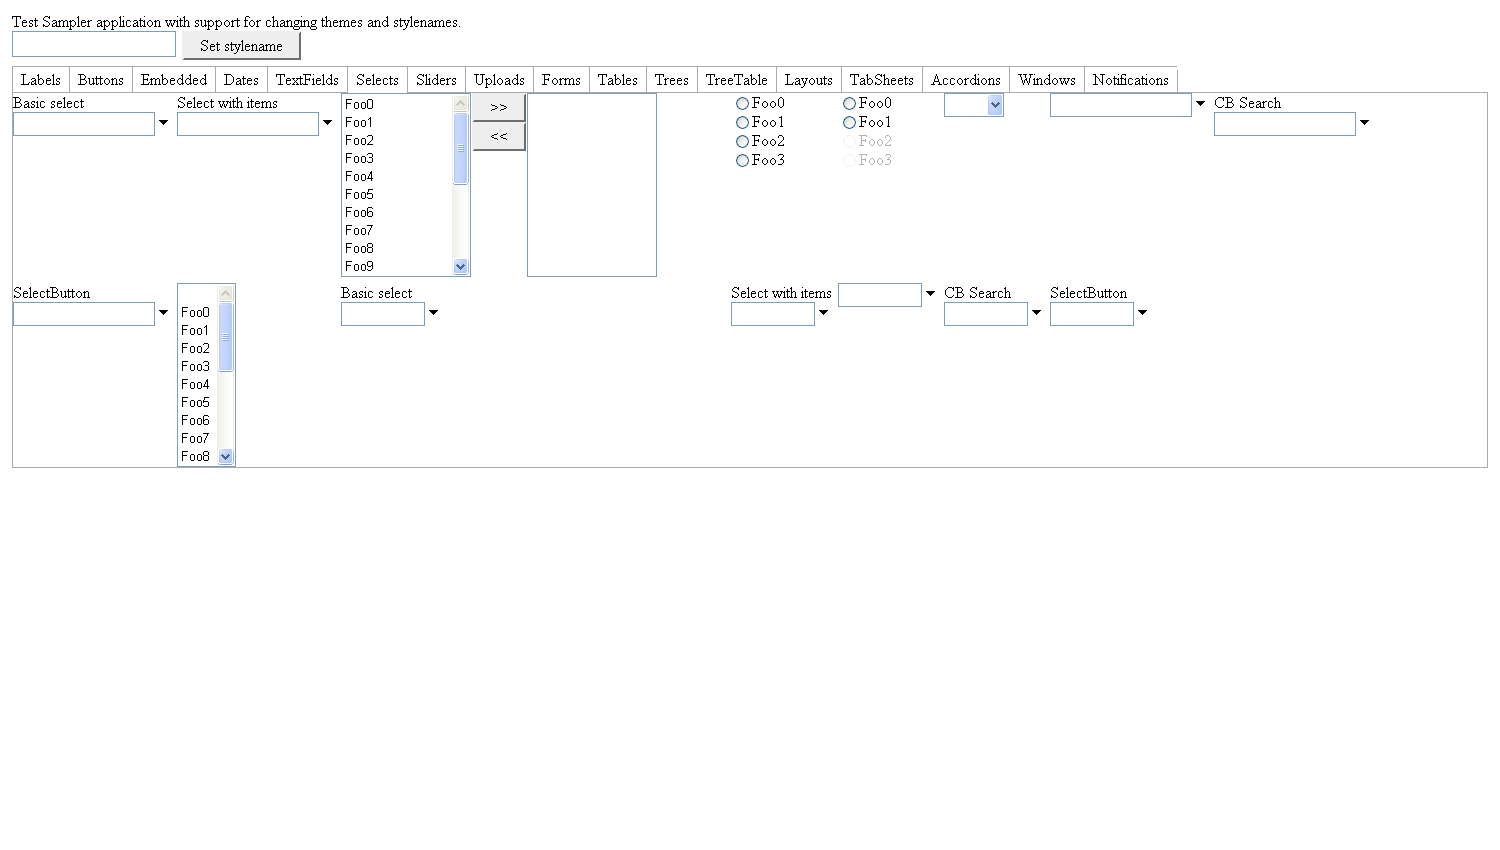 Test Sampler application with support for changing themes and stylenames.
Set stylename
Labels Buttons Embedded Dates TextFields Selects Sliders Uploads Forms Tables Trees TreeTable Layouts TabSheets Accordions Windows Notifications
Basic select
Select with items
Foo0
Foo1
Foo2
Foo3
Foo4
Foo5
Foo6
Foo7
Foo8
Foo9
>>
<<
Foo0
Foo1
Foo2
Foo3
Foo0
Foo1
Foo2
Foo3
CB Search
SelectButton
Foo0
Foo1
Foo2
Foo3
Foo4
Foo5
Foo6
Foo7
Foo8
Basic select
Select with items
CB Search
SelectButton